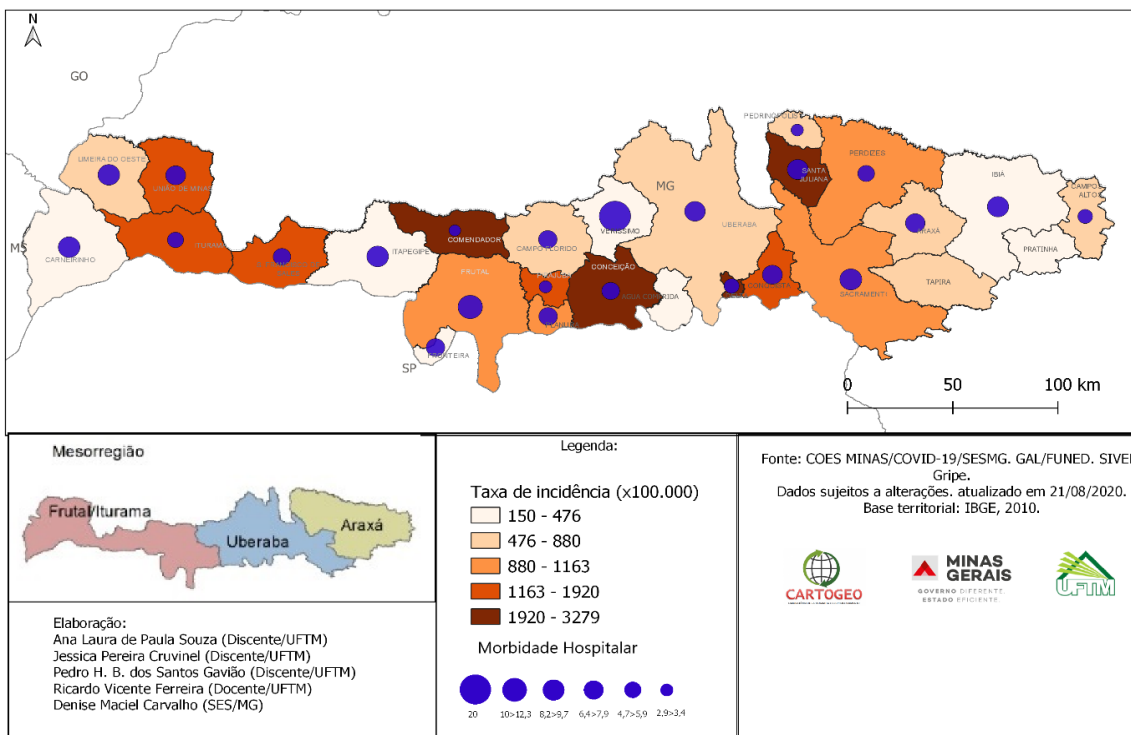 N
GO
PEDRINÓPOLIS
LIMEIRA DO OESTE
UNIÃO DE MINAS
SANTA
JULIANA
PERDIZES
IBIÁ
CAMPOS
ALTOS
MG
MS
CARNEIRINHO
ITURAMA
ITAPEGIPE
COMENDADOR
CAMPO FLORIDO
VERISSIMO
UBERABA
ARAXÁ
PRATINHA
FRUTAL
CONCEIÇÃO
ÁGUA COMPRIDA
CONQUISTA
SACRAMENTI
TAPIRA
PLANURA
FRONTEIRA
SP
0 50 100 km
Mesorregião
Frutal/Iturama
Uberaba
Araxá
Elaboração:
Ana Laura de Paula Souza (Discente/UFTM)
Jessica Pereira Cruvinel (Discente/UFTM)
Pedro H. B. dos Santos Gavião (Discente/UFTM)
Ricardo Vicente Ferreira (Docente/UFTM)
Denise Maciel Carvalho (SES/MG)
Legenda:
Taxa de incidência (x100.000)
150 - 476
476 - 880
880 - 1163
1163 - 1920
1920 - 3279
Morbidade Hospitalar
20 10>12,3 8,2>9,7 6,4>7,9 4,7>5,9 2,9>3,4
Fonte: COES MINAS/COVID-19/SESMG. GAL/FUNED. SIVEP
Gripe.
Dados sujeitos a alterações. atualizado em 21/08/2020.
Base territorial: IBGE, 2010.
CARTOGEO
MINAS
GERAIS
GOVERNO DIFERENTE.
ESTADO EFICIENTE.
UFTM